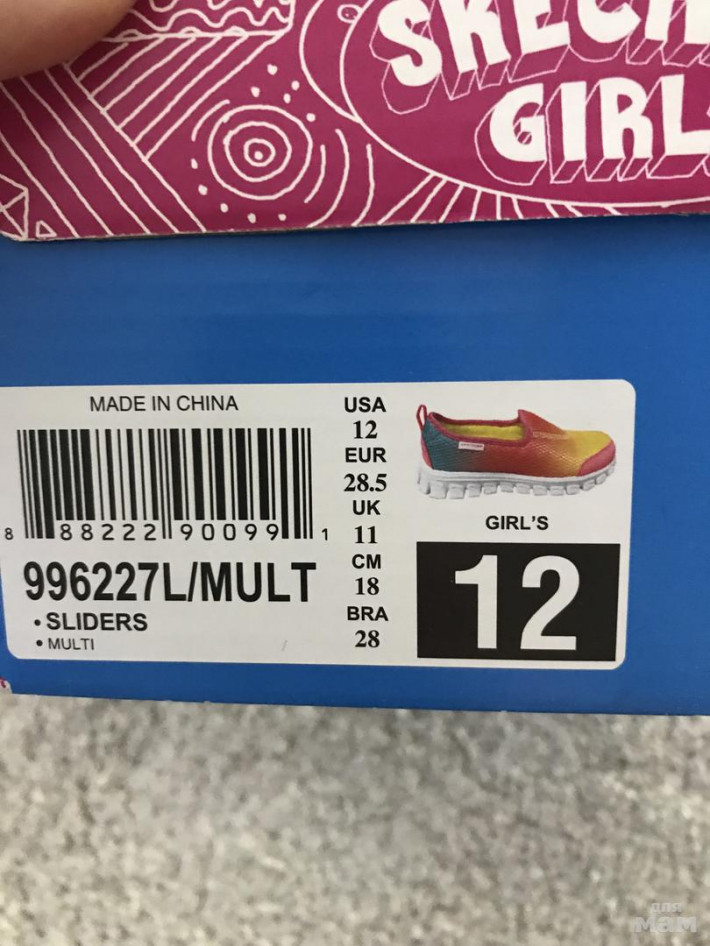 GIRL
MADE IN CHINA
8 88222 90099 1
996227L/MULT
• SLIDERS
• MULTI
USA
12
EUR
28.5
UK
11
CM
18
BRA
28
GIRL'S
12
для
мам